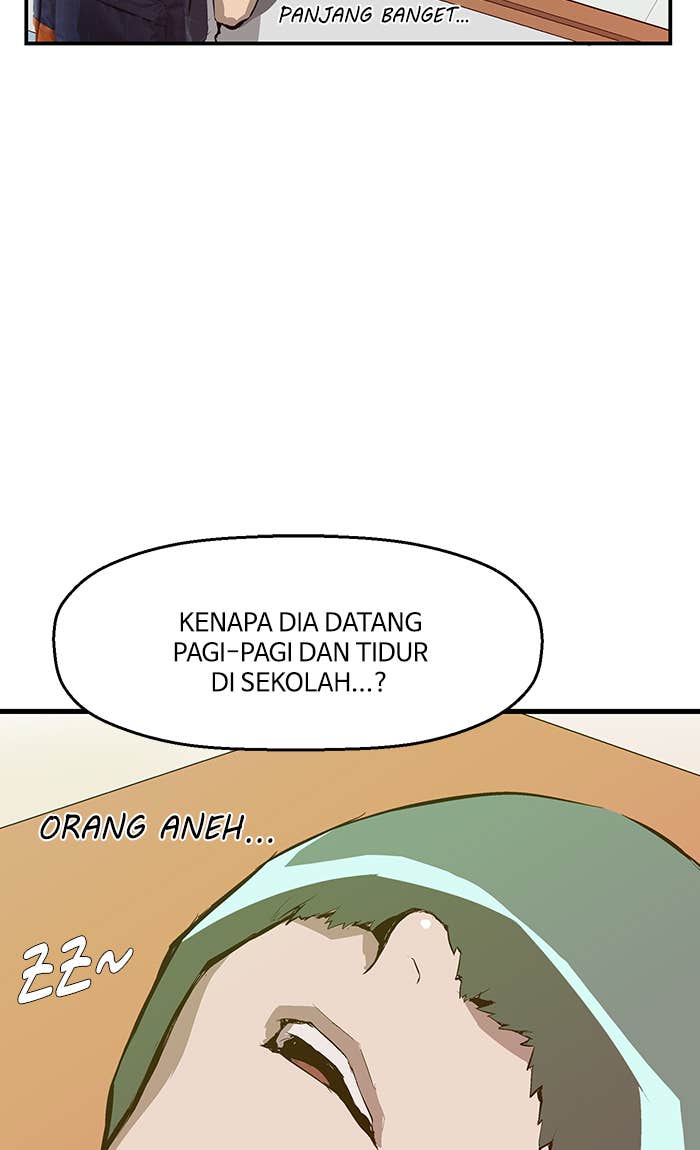 PANJANG BANGET...
KENAPA DIA DATANG
PAGI-PAGI DAN TIDUR
DI SEKOLAH...?
ORANG ANEH...
ZZ~